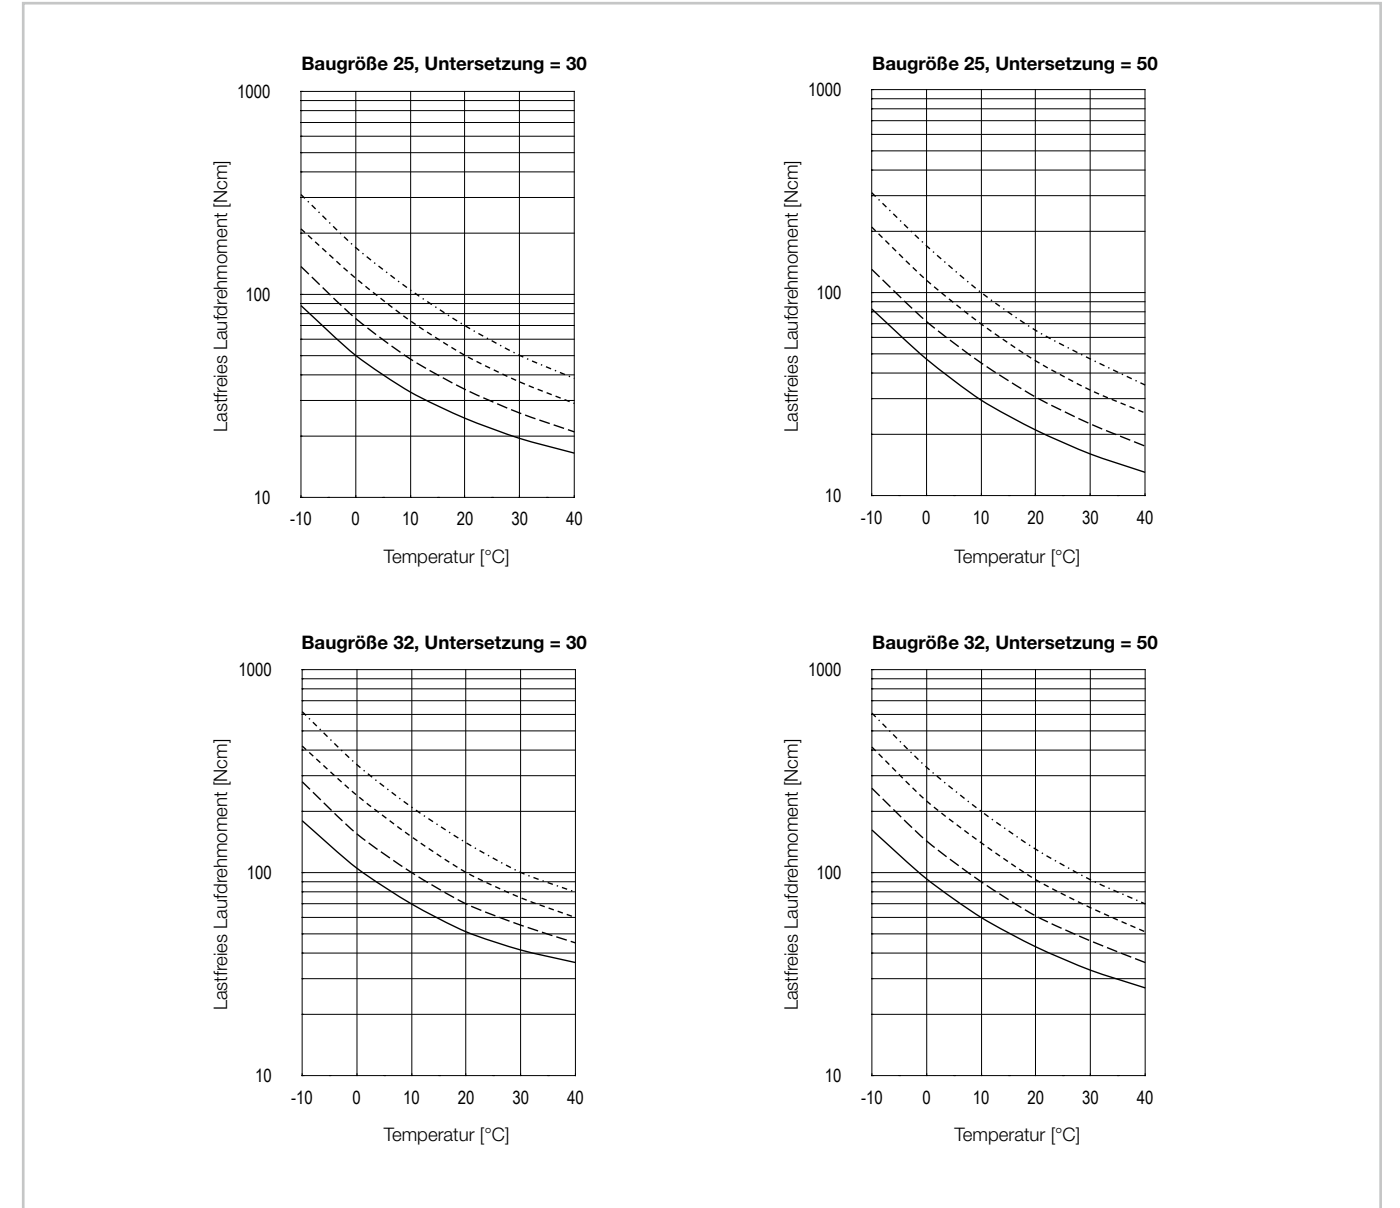 Baugröße 25, Untersetzung = 30
1000
100
10
Lastfreies Laufdrehmoment [Ncm]
-10 0 10 20 30 40
Temperatur [°C]
Baugröße 25, Untersetzung = 50
1000
100
10
Lastfreies Laufdrehmoment [Ncm]
-10 0 10 20 30 40
Temperatur [°C]
Baugröße 32, Untersetzung = 30
1000
100
10
Lastfreies Laufdrehmoment [Ncm]
-10 0 10 20 30 40
Temperatur [°C]
Baugröße 32, Untersetzung = 50
1000
100
10
Lastfreies Laufdrehmoment [Ncm]
-10 0 10 20 30 40
Temperatur [°C]